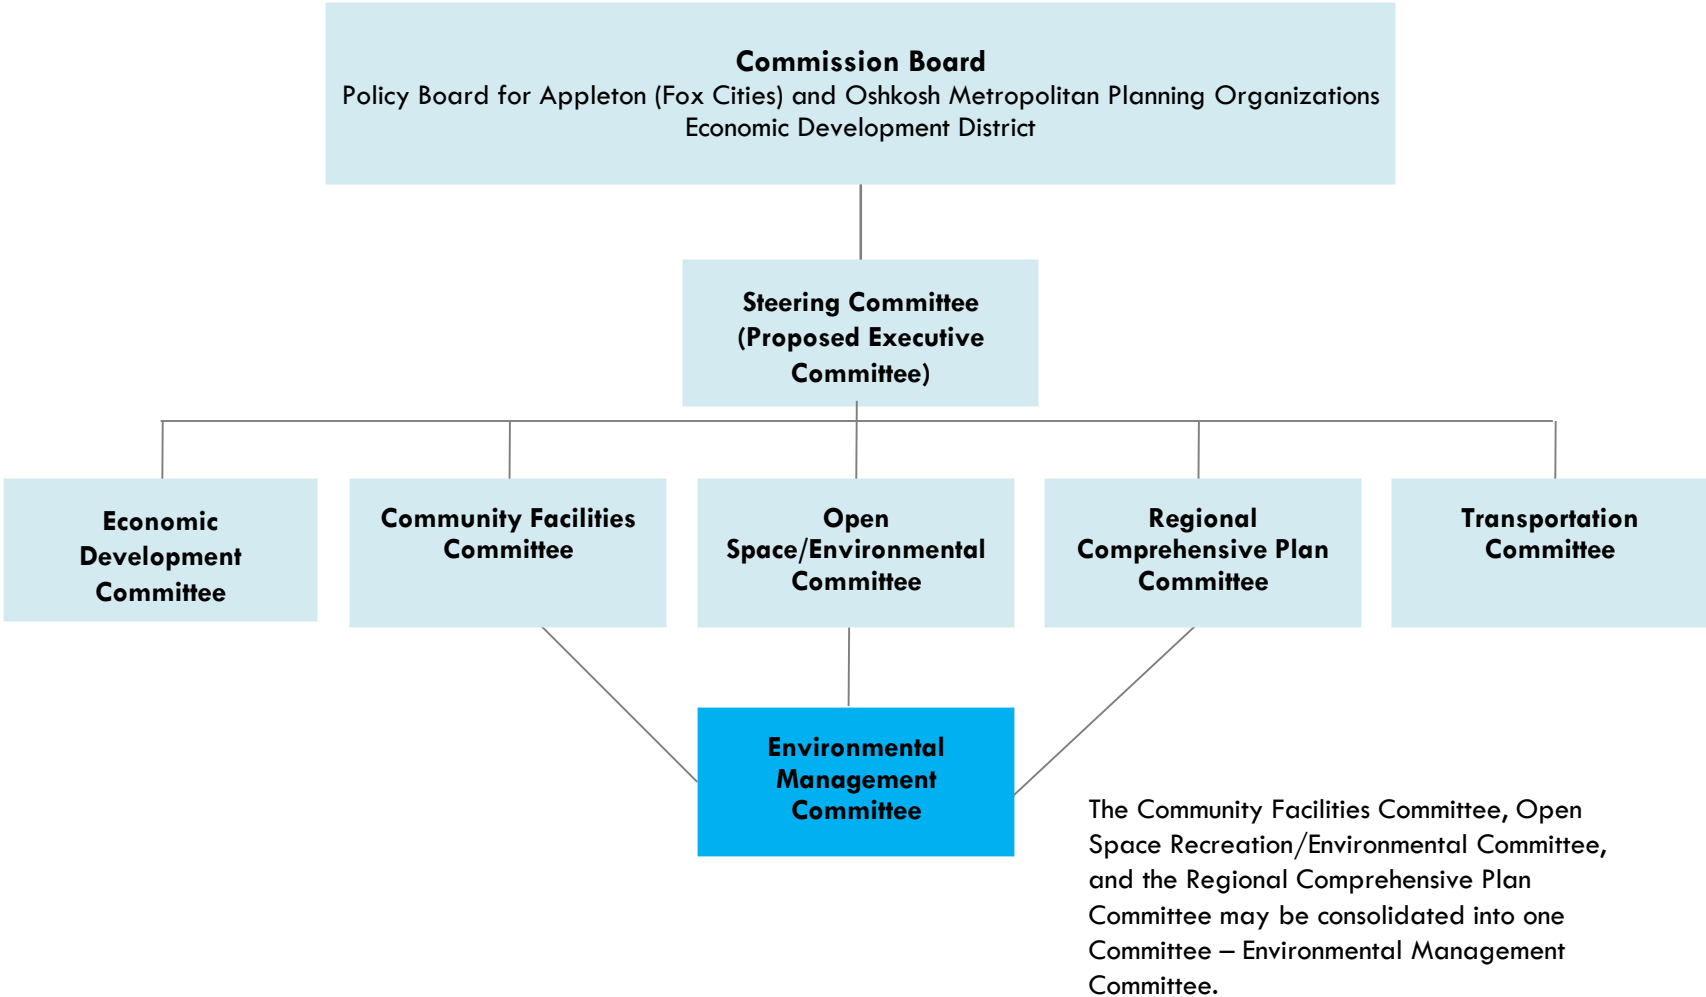 Commission Board
Policy Board for Appleton (Fox Cities) and Oshkosh Metropolitan Planning Organizations
Economic Development District
Steering Committee
(Proposed Executive
Committee)
Economic
Development
Committee
Community Facilities
Committee
Open
Space/Environmental
Committee
Regional
Comprehensive Plan
Committee
Transportation
Committee
Environmental
Management
Committee
The Community Facilities Committee, Open
Space Recreation/Environmental Committee,
and the Regional Comprehensive Plan
Committee may be consolidated into one
Committee – Environmental Management
Committee.